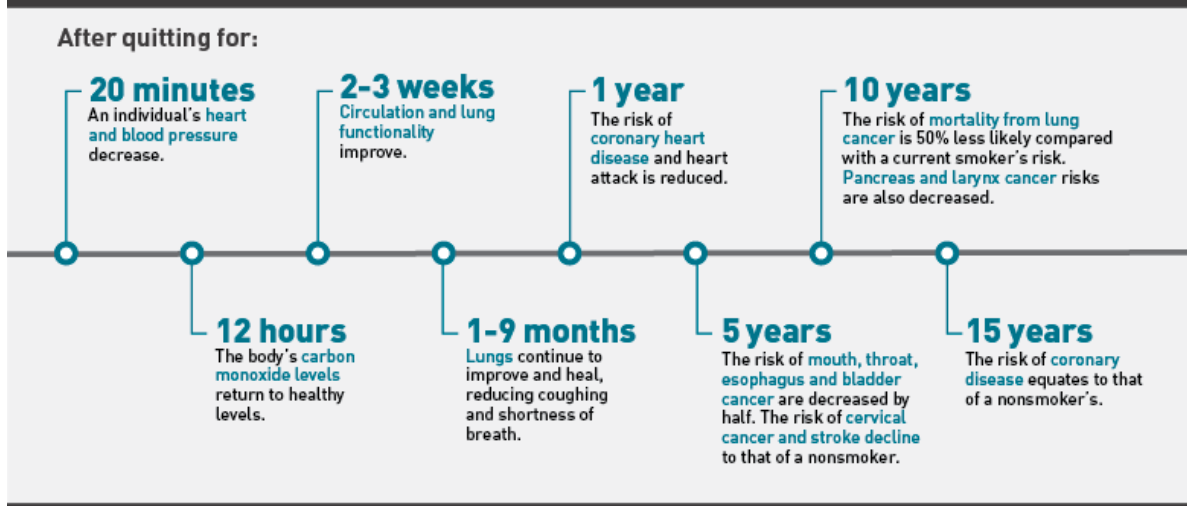 After quitting for:
20 minutes
An individual's heart
and blood pressure
decrease.
12 hours
The body's carbon
monoxide levels
return to healthy
levels.
2-3 weeks
Circulation and lung
functionality
improve.
1-9 months
Lungs continue to
improve and heal,
reducing coughing
and shortness of
breath.
1 year
The risk of
coronary heart
disease and heart
attack is reduced.
5 years
The risk of mouth, throat,
esophagus and bladder
cancer are decreased by
half. The risk of cervical
cancer and stroke decline
to that of a nonsmoker.
10 years
The risk of mortality from lung
cancer is 50% less likely compared
with a current smoker's risk.
Pancreas and larynx cancer risks
are also decreased.
15 years
The risk of coronary
disease equates to that
of a nonsmoker's.